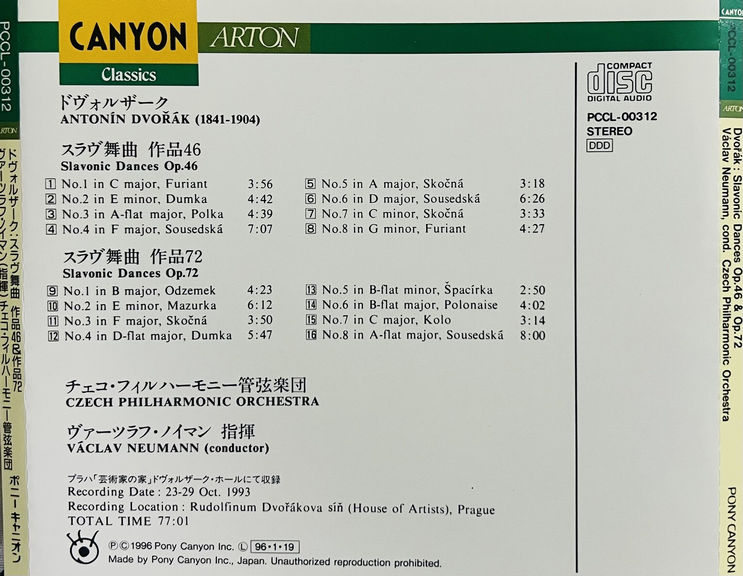 CANYON ARTON
Classics
COMPACT
disc
DIGITAL AUDIO
PCCL-00312
STEREO
DDD
ドヴォルザーク
ANTONÍN DVOŘÁK (1841-1904)
スラヴ舞曲 作品46
Slavonic Dances Op.46
1 No.1 in C major, Furiant 3:56
2 No.2 in E minor, Dumka 4:42
3 No.3 in A-flat major, Polka 4:39
4 No.4 in F major, Sousedská 7:07
5 No.5 in A major, Skočná 3:18
6 No.6 in D major, Sousedská 6:26
7 No.7 in C minor, Skočná 3:33
8 No.8 in G minor, Furiant 4:27
スラヴ舞曲 作品72
Slavonic Dances Op.72
9 No.1 in B major, Odzemek 4:23
10 No.2 in E minor, Mazurka 6:12
11 No.3 in F major, Skočná 3:50
12 No.4 in D-flat major, Dumka 5:47
13 No.5 in B-flat minor, Špacírka 2:50
14 No.6 in B-flat major, Polonaise 4:02
15 No.7 in C major, Kolo 3:14
16 No.8 in A-flat major, Sousedská 8:00
チェコ・フィルハーモニー管弦楽団
CZECH PHILHARMONIC ORCHESTRA
ヴァーツラフ・ノイマン 指揮
VÁCLAV NEUMANN (conductor)
プラハ「芸術家の家」ドヴォルザーク・ホールにて収録
Recording Date : 23-29 Oct. 1993
Recording Location : Rudolfinum Dvořákova síň (House of Artists), Prague
TOTAL TIME 77:01
Ⓟ©1996 Pony Canyon Inc. Ⓛ 96・1・19
Made by Pony Canyon Inc., Japan. Unauthorized reproduction prohibited.
PCCL-00312
ARTON
ドヴォルザーク:スラヴ舞曲 作品46&作品72
ヴァーツラフ・ノイマン(指揮)チェコ・フィルハーモニー管弦楽団
ポニーキャニオン
PCCL-00312
ARTON
Dvořák : Slavonic Dances Op.46 & Op.72
Václav Neumann, cond. Czech Philharmonic Orchestra
PONY CANYON